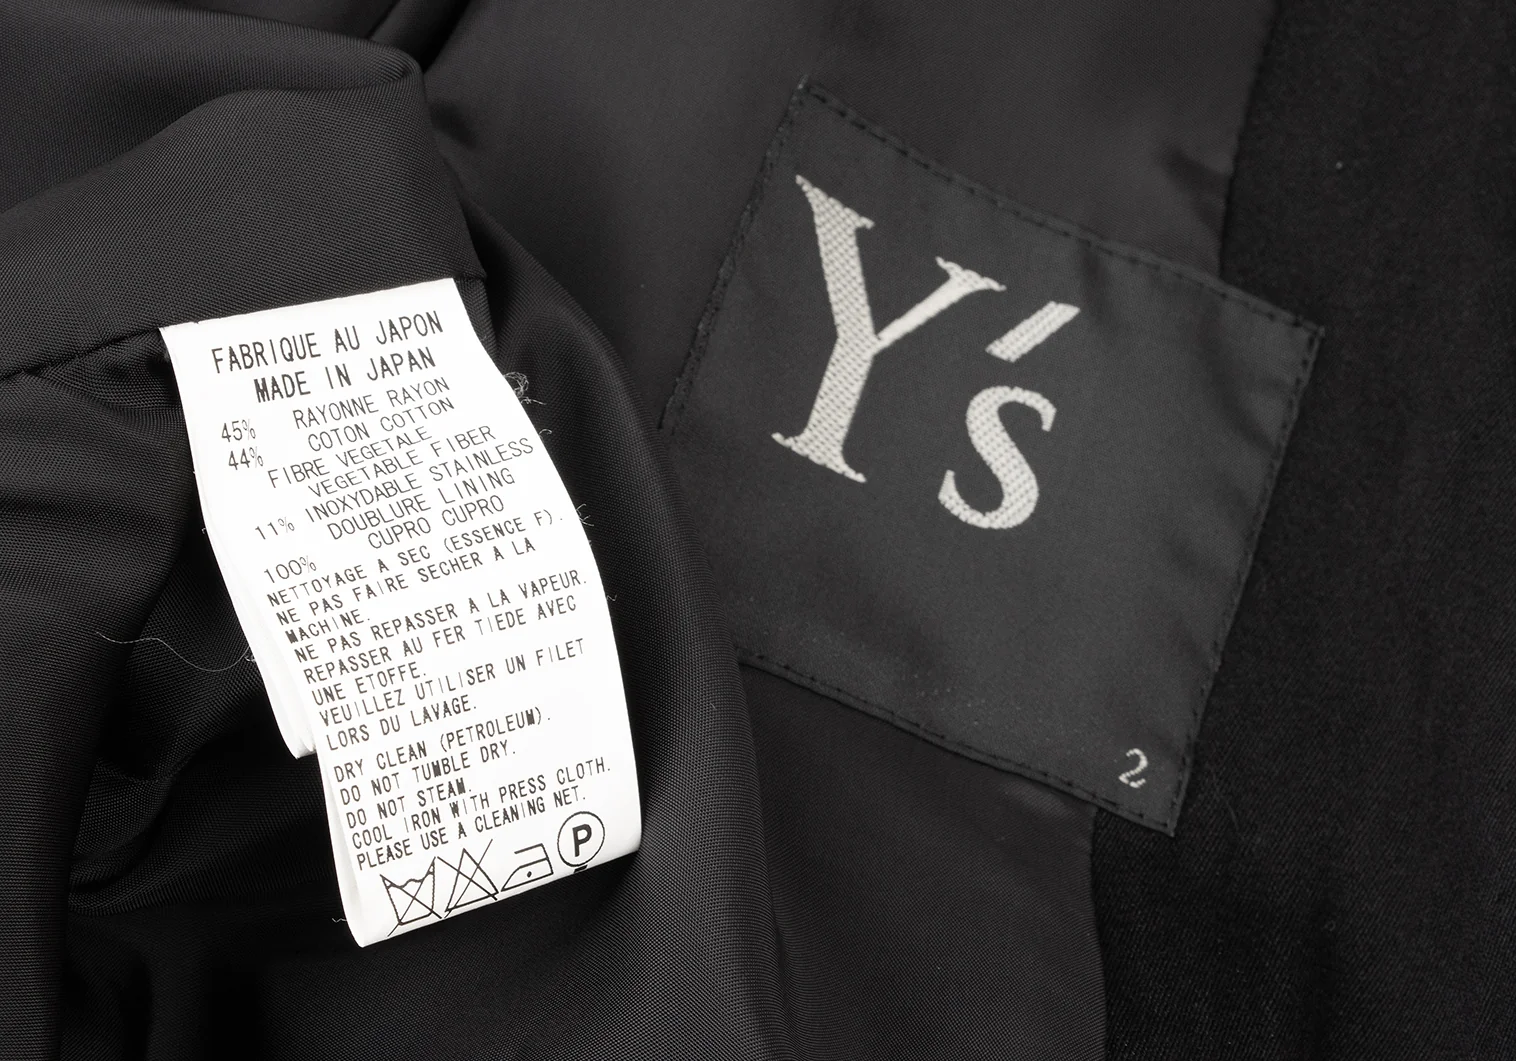 FABRIQUE AU JAPON
MADE IN JAPAN
45% RAYONNE RAYON
44% COTON COTTON
FIBRE VEGETALE
VEGETABLE FIBER
11% INOXYDABLE STAINLESS
DOUBLURE LINING
100% CUPRO CUPRO
NETTOYAGE A SEC (ESSENCE F).
NE PAS FAIRE SECHER A LA
MACHINE.
NE PAS REPASSER A LA VAPEUR.
REPASSER AU FER TIEDE AVEC
UNE ETOFFE.
VEUILLEZ UTILISER UN FILET
LORS DU LAVAGE.
DRY CLEAN (PETROLEUM).
DO NOT TUMBLE DRY.
DO NOT STEAM.
COOL IRON WITH PRESS CLOTH.
PLEASE USE A CLEANING NET.
P
Y's
2